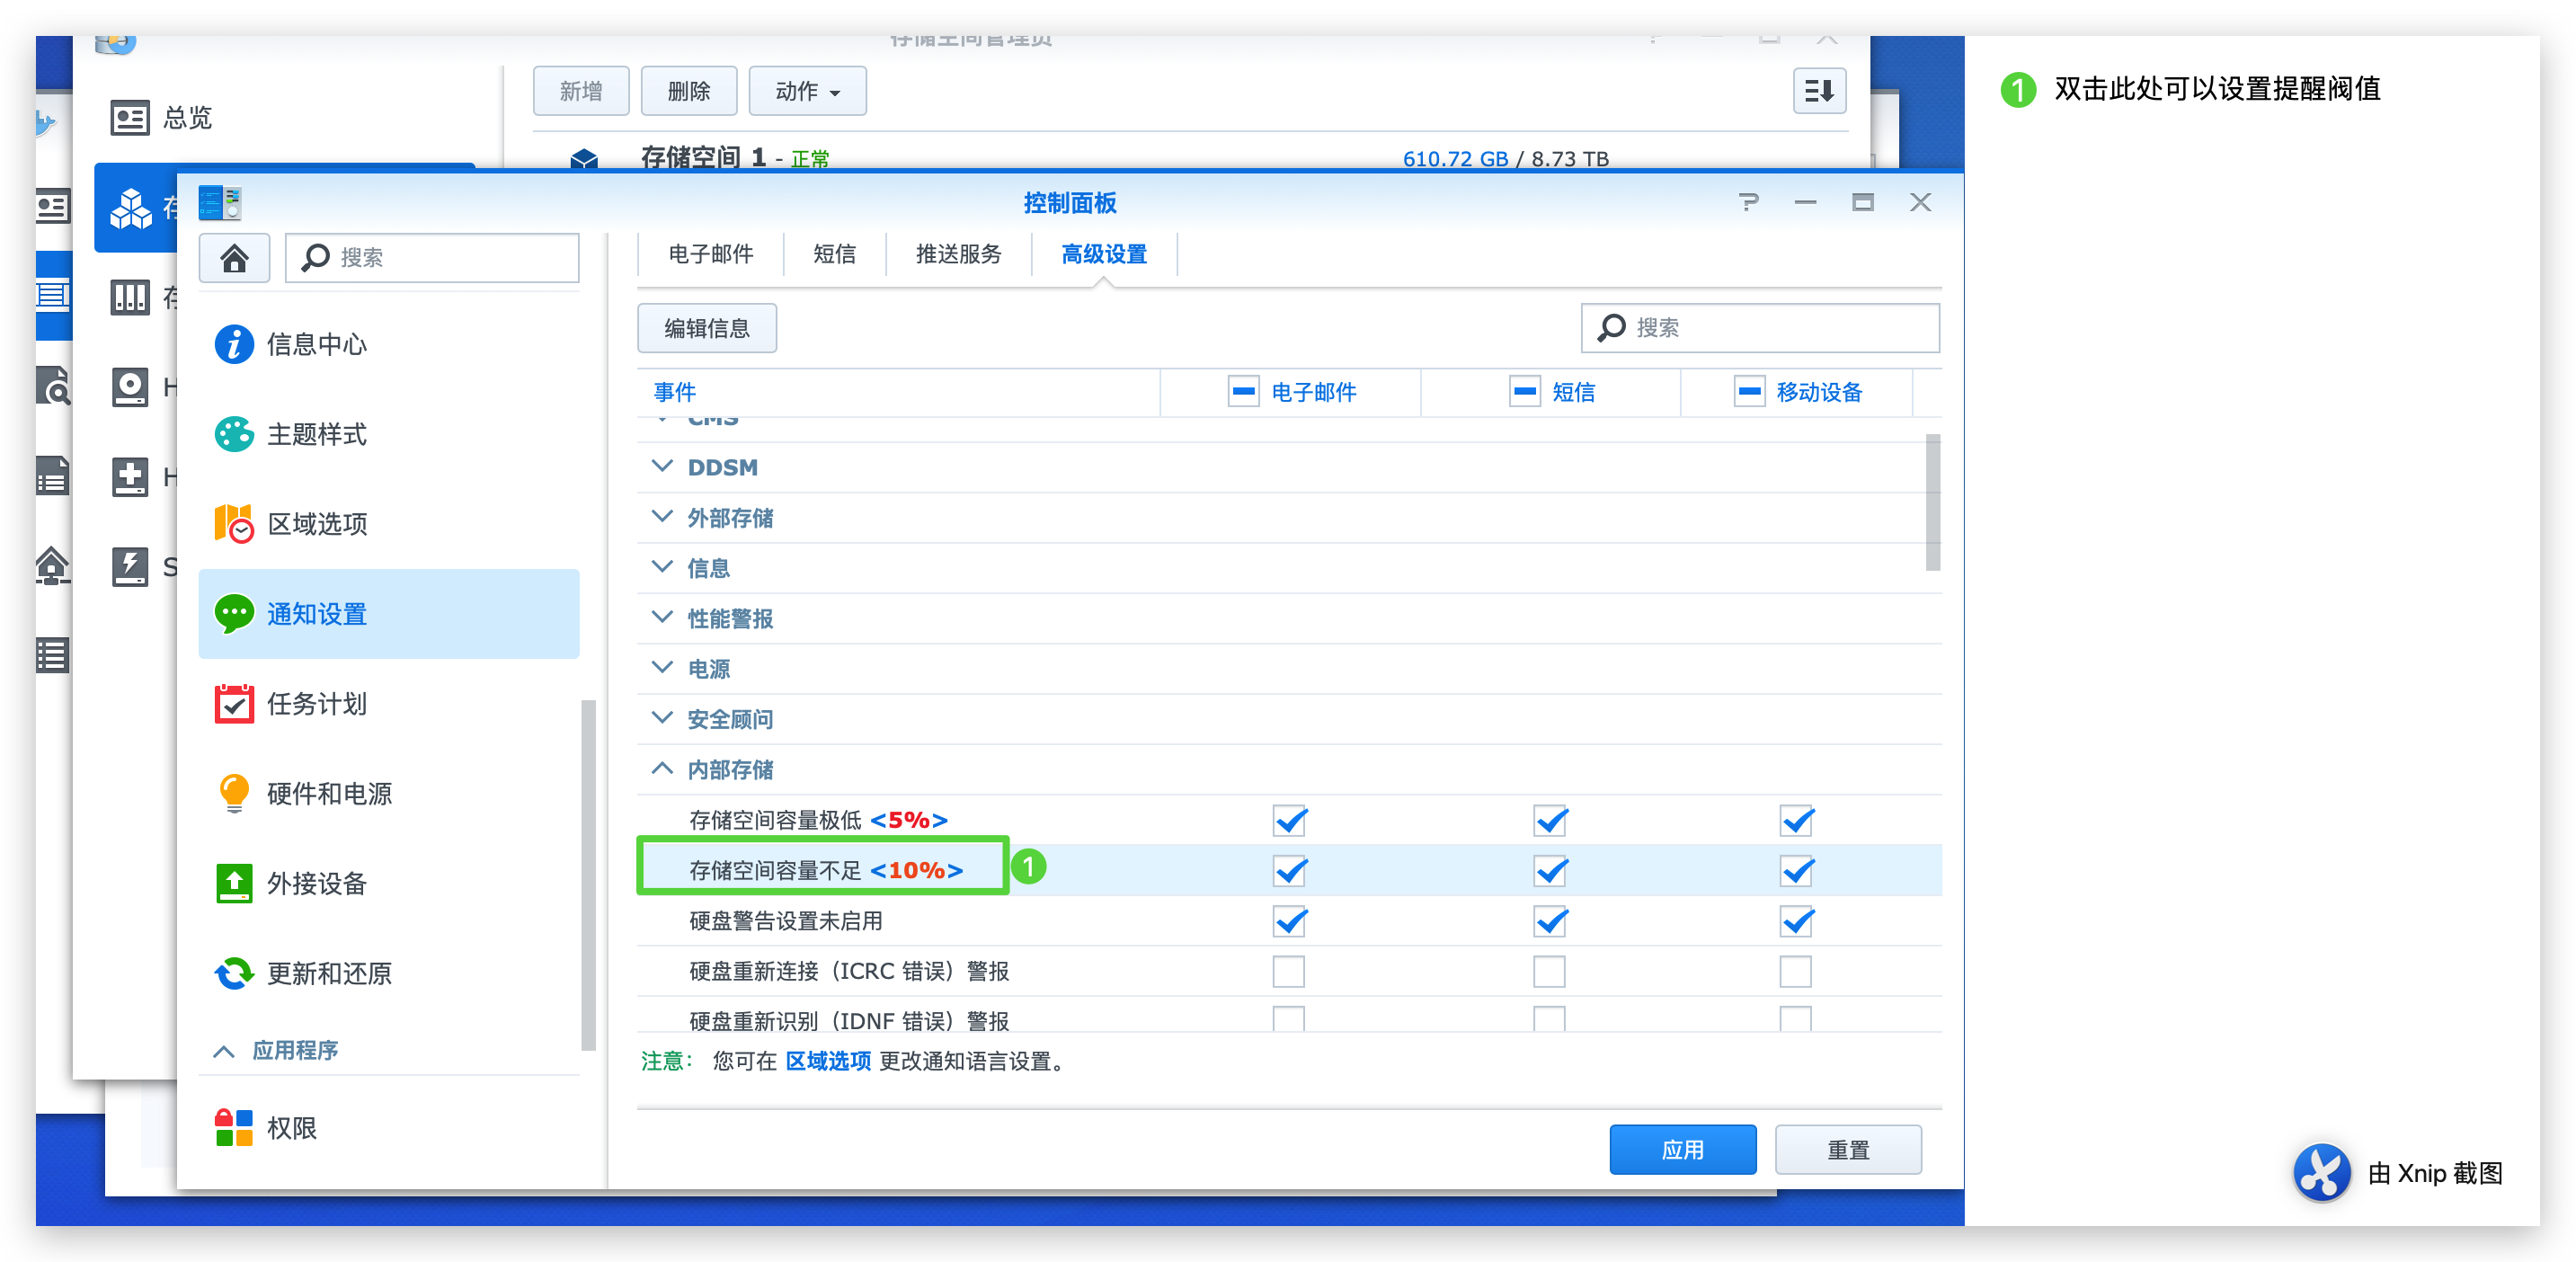 存储空间管理员
总览
新增
删除
动作
存储空间 1 - 正常
610.72 GB / 8.73 TB
控制面板
搜索
电子邮件
短信
推送服务
高级设置
编辑信息
搜索
事件
电子邮件
短信
移动设备
CMS
DDSM
外部存储
信息
性能警报
电源
安全顾问
内部存储
存储空间容量极低 <5%>
存储空间容量不足 <10%>
1
硬盘警告设置未启用
硬盘重新连接（ICRC 错误）警报
硬盘重新识别（IDNF 错误）警报
注意： 您可在 区域选项 更改通知语言设置。
应用
重置
信息中心
主题样式
区域选项
通知设置
任务计划
硬件和电源
外接设备
更新和还原
应用程序
权限
存
存
H
H
S
1 双击此处可以设置提醒阀值
由 Xnip 截图